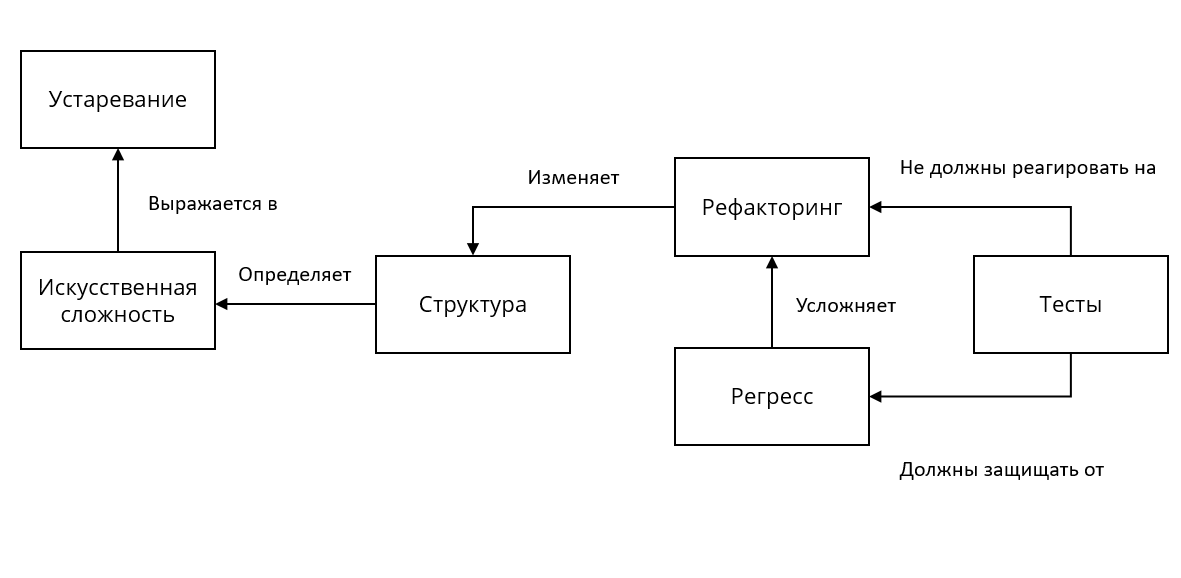 Устаревание
Выражается в
Искусственная
сложность
Определяет
Структура
Изменяет
Рефакторинг
Не должны реагировать на
Усложняет
Тесты
Регресс
Должны защищать от